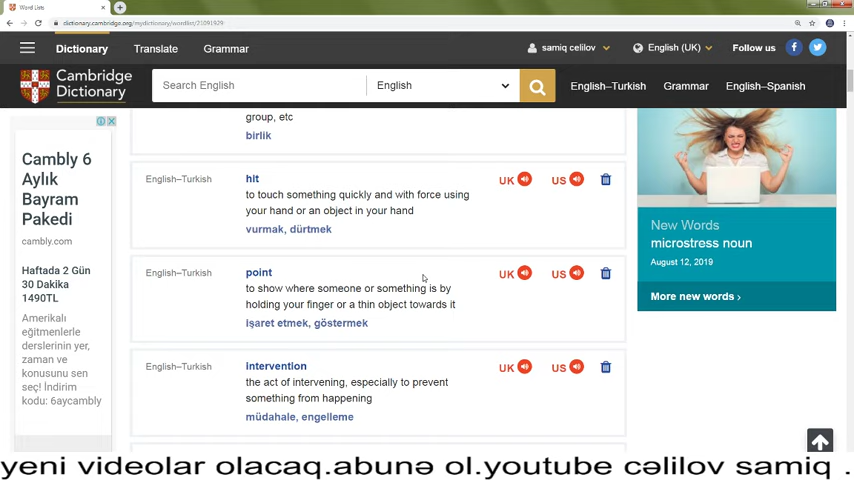 Word Lists
dictionary.cambridge.org/mydictionary/wordlist/21091929
Dictionary
Translate
Grammar
samiq celilov
English (UK)
Follow us
Cambridge
Dictionary
Search English
English
English–Turkish
Grammar
English–Spanish
Cambly 6
Aylık
Bayram
Pakedi
cambly.com
Haftada 2 Gün
30 Dakika
1490TL
Amerikalı
eğitmenlerle
derslerinin yer,
zaman ve
konusunu sen
seç! İndirim
kodu: 6aycambly
group, etc
birlik
English–Turkish
hit
to touch something quickly and with force using
your hand or an object in your hand
vurmak, dürtmek
UK
US
English–Turkish
point
to show where someone or something is by
holding your finger or a thin object towards it
işaret etmek, göstermek
UK
US
English–Turkish
intervention
the act of intervening, especially to prevent
something from happening
müdahale, engelleme
UK
US
New Words
microstress noun
August 12, 2019
More new words ›
yeni videolar olacaq.abunə ol.youtube cəlilov samiq .